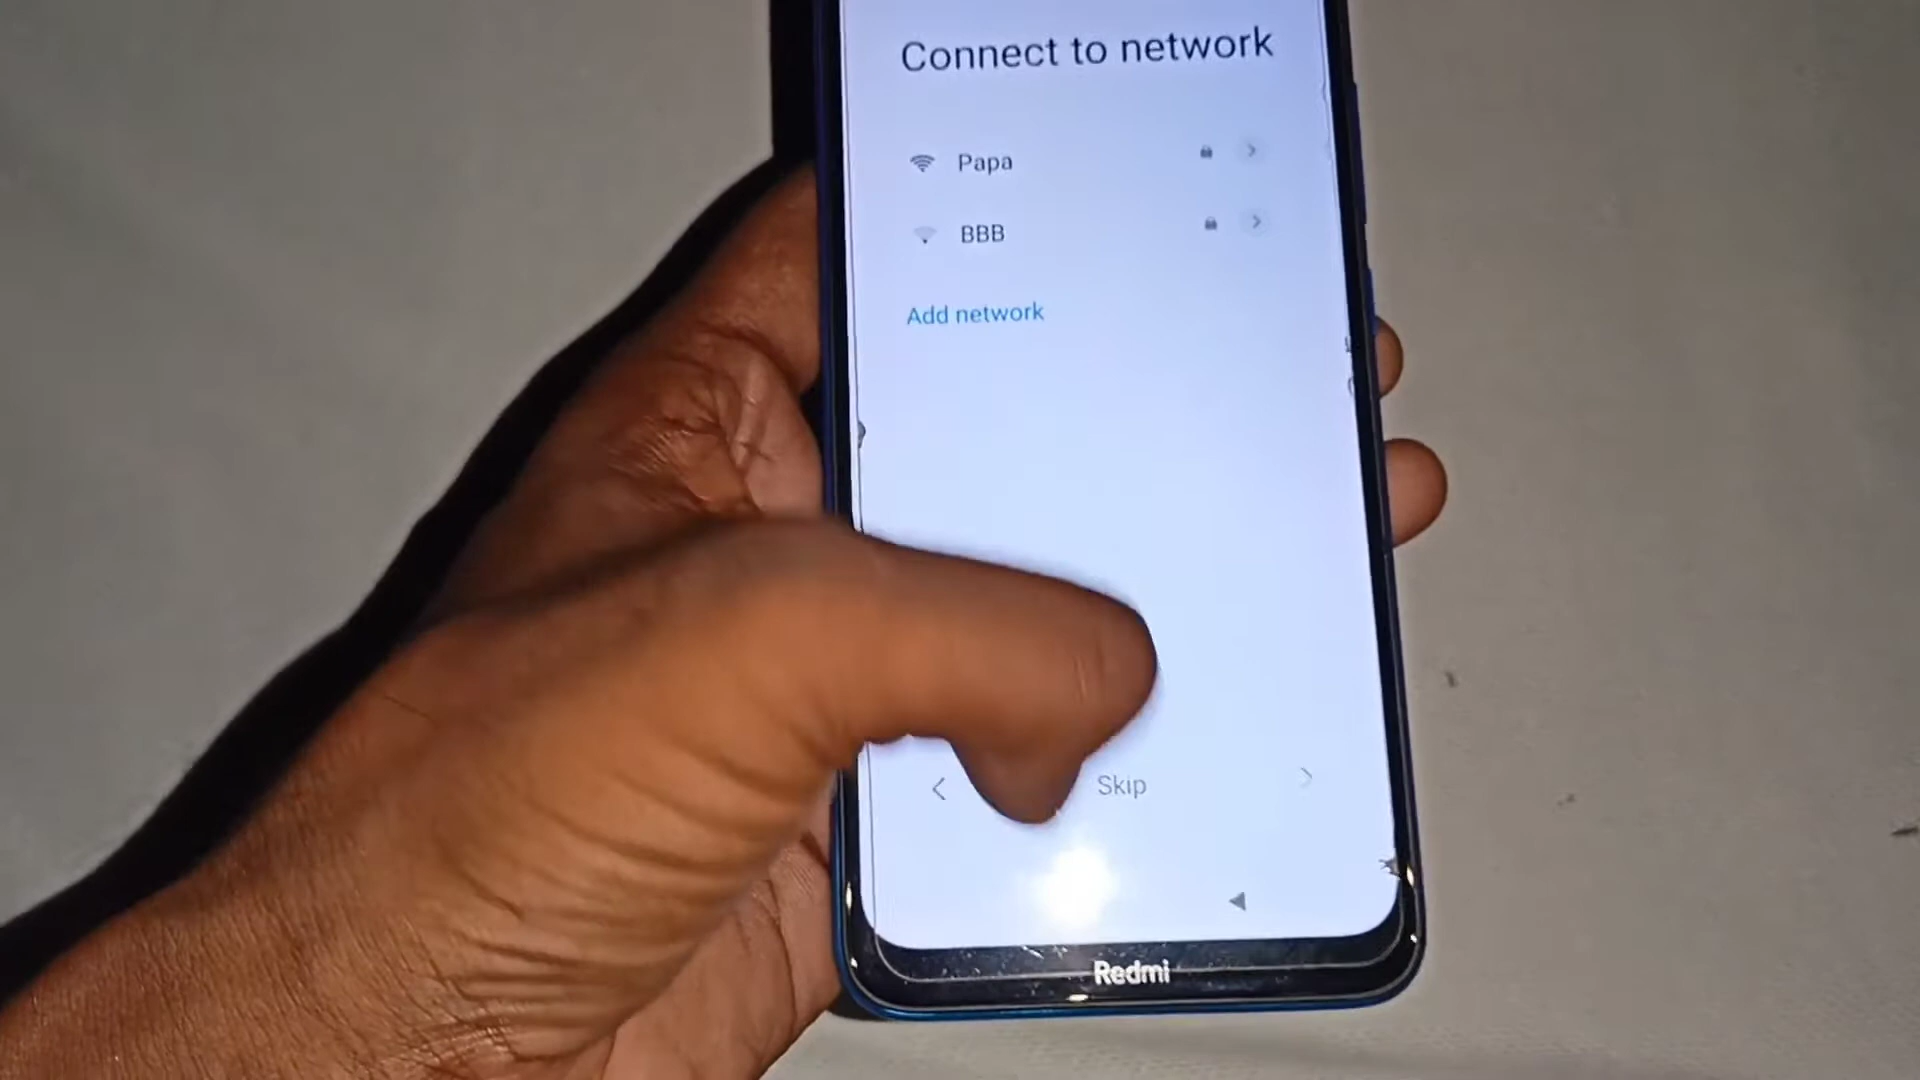 Connect to network
Papa
BBB
Add network
Skip
Redmi